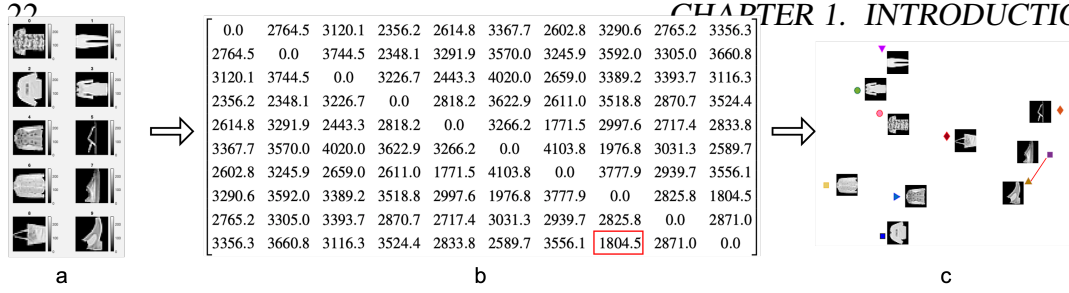 22
CHAPTER 1. INTRODUCTIO
0 1
2 3
4 5
6 7
8 9
0.0 2764.5 3120.1 2356.2 2614.8 3367.7 2602.8 3290.6 2765.2 3356.3
2764.5 0.0 3744.5 2348.1 3291.9 3570.0 3245.9 3592.0 3305.0 3660.8
3120.1 3744.5 0.0 3226.7 2443.3 4020.0 2659.0 3389.2 3393.7 3116.3
2356.2 2348.1 3226.7 0.0 2818.2 3622.9 2611.0 3518.8 2870.7 3524.4
2614.8 3291.9 2443.3 2818.2 0.0 3266.2 1771.5 2997.6 2717.4 2833.8
3367.7 3570.0 4020.0 3622.9 3266.2 0.0 4103.8 1976.8 3031.3 2589.7
2602.8 3245.9 2659.0 2611.0 1771.5 4103.8 0.0 3777.9 2939.7 3556.1
3290.6 3592.0 3389.2 3518.8 2997.6 1976.8 3777.9 0.0 2825.8 1804.5
2765.2 3305.0 3393.7 2870.7 2717.4 3031.3 2939.7 2825.8 0.0 2871.0
3356.3 3660.8 3116.3 3524.4 2833.8 2589.7 3556.1 1804.5 2871.0 0.0
a
b
c